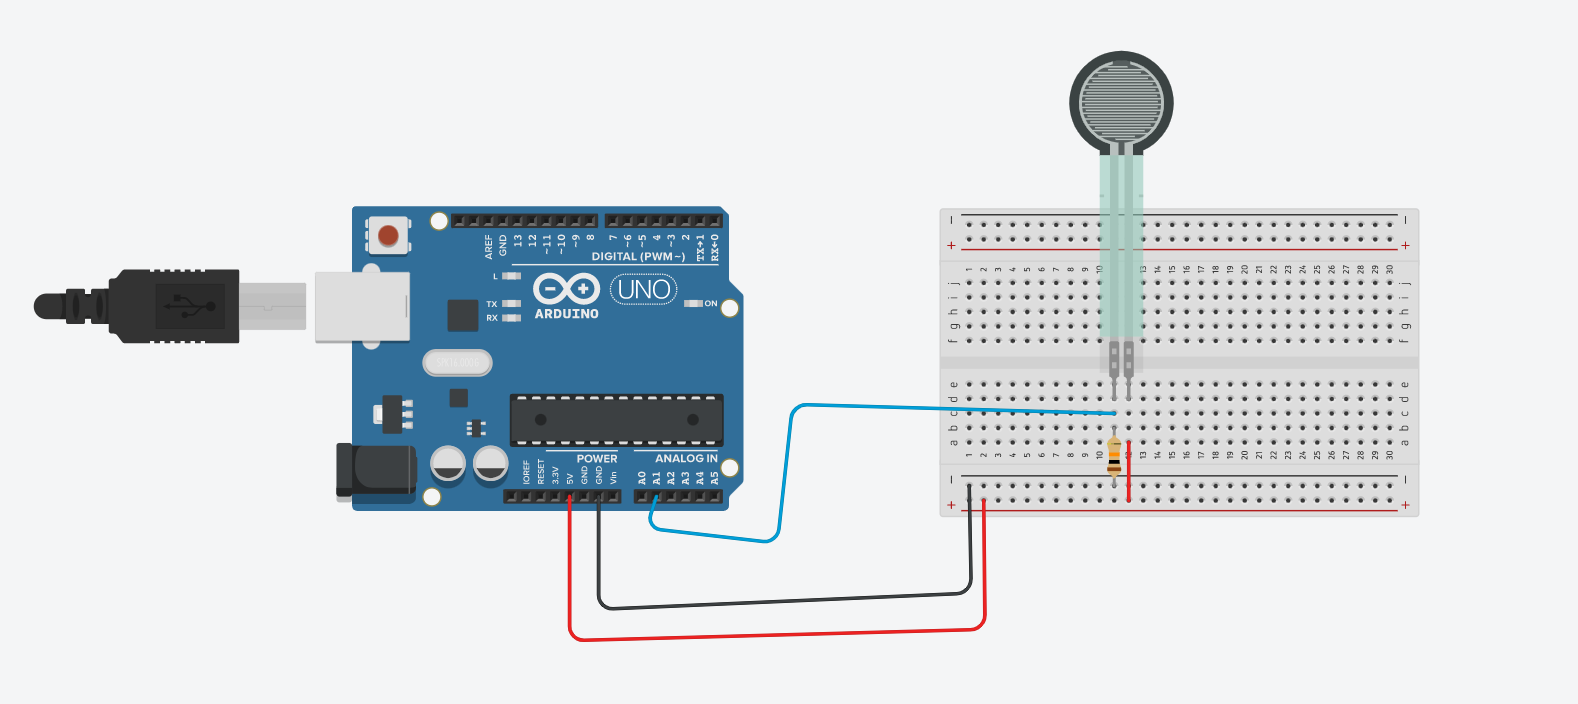 AREF
GND
13
12
~11
~10
~9
8
7
~6
~5
4
~3
2
TX→1
RX←0
DIGITAL (PWM~)
L
TX
RX
UNO
ON
ARDUINO
POWER
ANALOG IN
IOREF
RESET
3.3V
5V
GND
GND
Vin
A0
A1
A2
A3
A4
A5
− −
+ +
1 2 3 4 5 6 7 8 9 10 13 14 15 16 17 18 19 20 21 22 23 24 25 26 27 28 29 30
j j
i i
h h
g g
f f
e e
d d
c c
b b
a a
1 2 3 4 5 6 7 8 9 10 12 13 14 15 16 17 18 19 20 21 22 23 24 25 26 27 28 29 30
− −
+ +